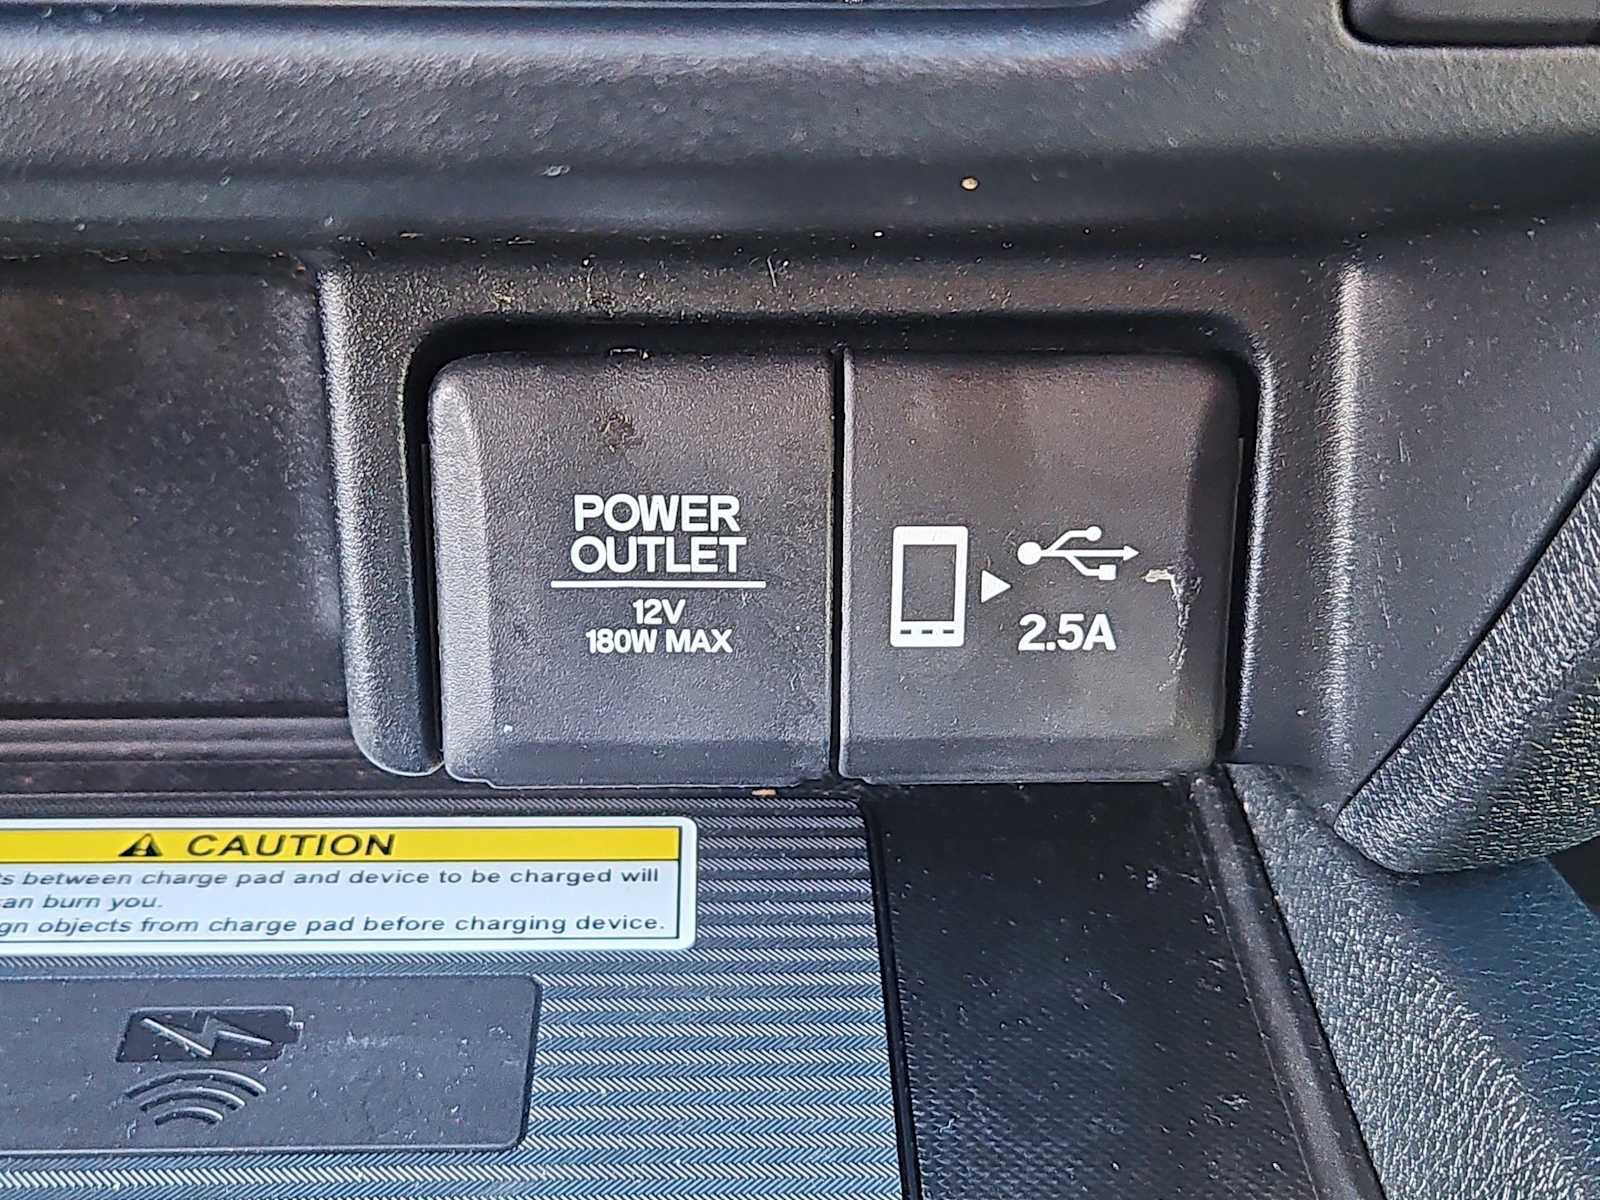 POWER
OUTLET
12V
180W MAX
2.5A
CAUTION
between charge pad and device to be charged will
burn you.
objects from charge pad before charging device.